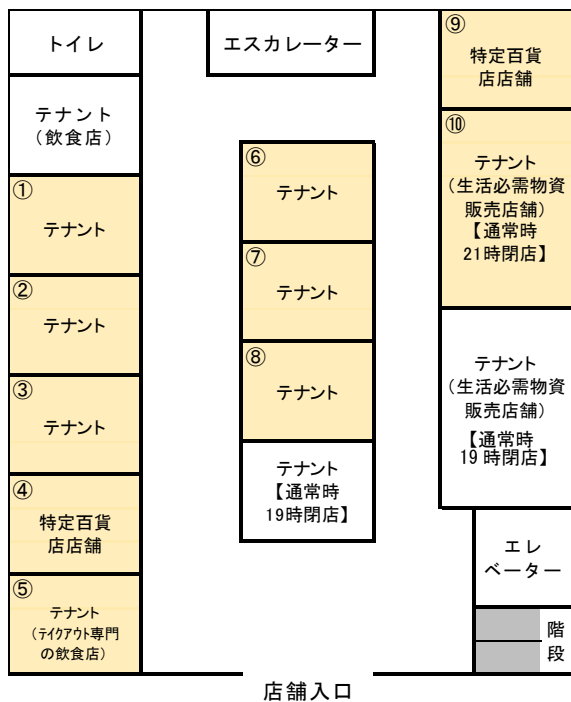 トイレ
テナント
(飲食店)
①
テナント
②
テナント
③
テナント
④
特定百貨
店店舗
⑤
テナント
(テイクアウト専門
の飲食店)
エスカレーター
⑥
テナント
⑦
テナント
⑧
テナント
テナント
【通常時
19時閉店】
⑨
特定百貨
店店舗
⑩
テナント
(生活必需物資
販売店舗)
【通常時
21時閉店】
テナント
(生活必需物資
販売店舗)
【通常時
19時閉店】
エレ
ベーター
階
段
店舗入口